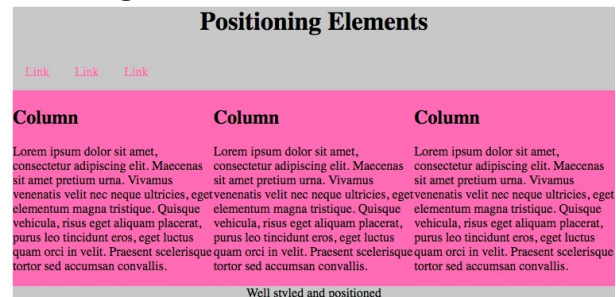 Positioning Elements
Link Link Link
Column
Lorem ipsum dolor sit amet,
consectetur adipiscing elit. Maecenas
sit amet pretium urna. Vivamus
venenatis velit nec neque ultricies, eget
elementum magna tristique. Quisque
vehicula, risus eget aliquam placerat,
purus leo tincidunt eros, eget luctus
quam orci in velit. Praesent scelerisque
tortor sed accumsan convallis.
Column
Lorem ipsum dolor sit amet,
consectetur adipiscing elit. Maecenas
sit amet pretium urna. Vivamus
venenatis velit nec neque ultricies, eget
elementum magna tristique. Quisque
vehicula, risus eget aliquam placerat,
purus leo tincidunt eros, eget luctus
quam orci in velit. Praesent scelerisque
tortor sed accumsan convallis.
Column
Lorem ipsum dolor sit amet,
consectetur adipiscing elit. Maecenas
sit amet pretium urna. Vivamus
venenatis velit nec neque ultricies, eget
elementum magna tristique. Quisque
vehicula, risus eget aliquam placerat,
purus leo tincidunt eros, eget luctus
quam orci in velit. Praesent scelerisque
tortor sed accumsan convallis.
Well styled and positioned